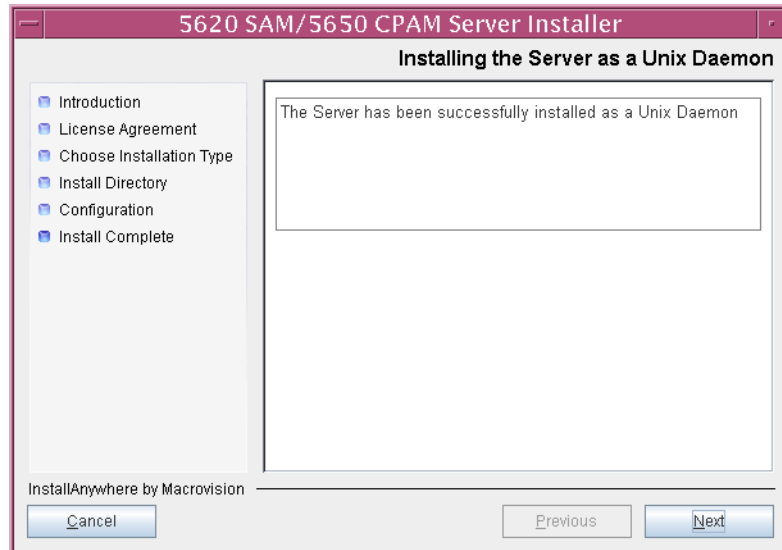 5620 SAM/5650 CPAM Server Installer
Installing the Server as a Unix Daemon
Introduction
License Agreement
Choose Installation Type
Install Directory
Configuration
Install Complete
The Server has been successfully installed as a Unix Daemon
InstallAnywhere by Macrovision
Cancel
Previous
Next